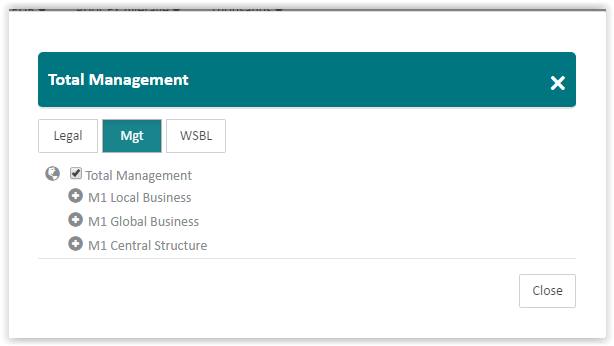 Total Management
Legal Mgt WSBL
Total Management
M1 Local Business
M1 Global Business
M1 Central Structure
Close